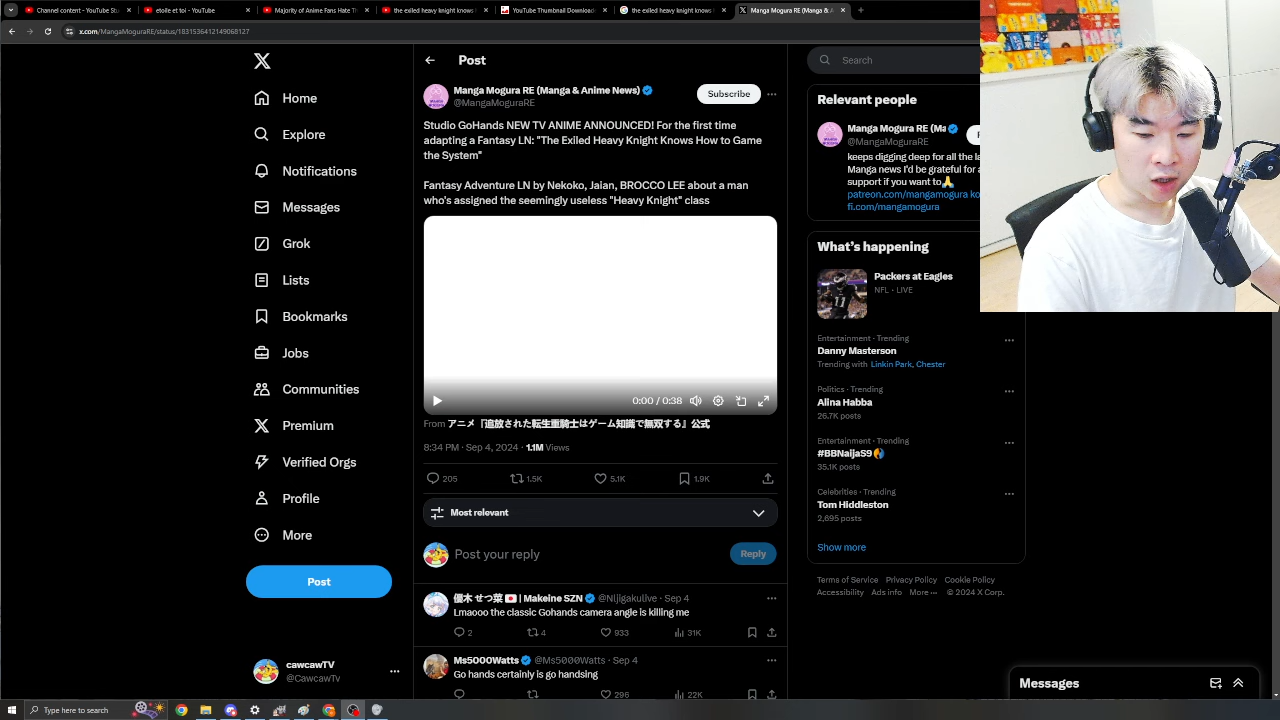 Channel content - YouTube Stu
etoile et toi - YouTube
Majority of Anime Fans Hate T
the exiled heavy knight knows
YouTube Thumbnail Download
the exiled heavy knight knows
Manga Mogura RE (Manga & A
x.com/MangaMoguraRE/status/1831536412149068127
Home
Explore
Notifications
Messages
Grok
Lists
Bookmarks
Jobs
Communities
Premium
Verified Orgs
Profile
More
Post
cawcawTV
@CawcawTv
Post
Manga Mogura RE (Manga & Anime News)
@MangaMoguraRE
Subscribe
Studio GoHands NEW TV ANIME ANNOUNCED! For the first time
adapting a Fantasy LN: "The Exiled Heavy Knight Knows How to Game
the System"
Fantasy Adventure LN by Nekoko, Jaian, BROCCO LEE about a man
who's assigned the seemingly useless "Heavy Knight" class
0:00 / 0:38
From アニメ『追放された転生重騎士はゲーム知識で無双する』公式
8:34 PM · Sep 4, 2024 · 1.1M Views
205
1.5K
5.1K
1.9K
Most relevant
Post your reply
Reply
優木 せつ菜 🇯🇵 | Makeine SZN @Nijigakulive · Sep 4
Lmaooo the classic Gohands camera angle is killing me
2
4
933
31K
Ms5000Watts @Ms5000Watts · Sep 4
Go hands certainly is go handsing
296
22K
Search
Relevant people
Manga Mogura RE (Ma
@MangaMoguraRE
keeps digging deep for all the la
Manga news I'd be grateful for a
support if you want to🙏
patreon.com/mangamogura ko
fi.com/mangamogura
What's happening
Packers at Eagles
NFL · LIVE
Entertainment · Trending
Danny Masterson
Trending with Linkin Park, Chester
Politics · Trending
Alina Habba
26.7K posts
Entertainment · Trending
#BBNaijaS9
35.1K posts
Celebrities · Trending
Tom Hiddleston
2,695 posts
Show more
Terms of Service Privacy Policy Cookie Policy
Accessibility Ads info More ··· © 2024 X Corp.
Messages
Type here to search